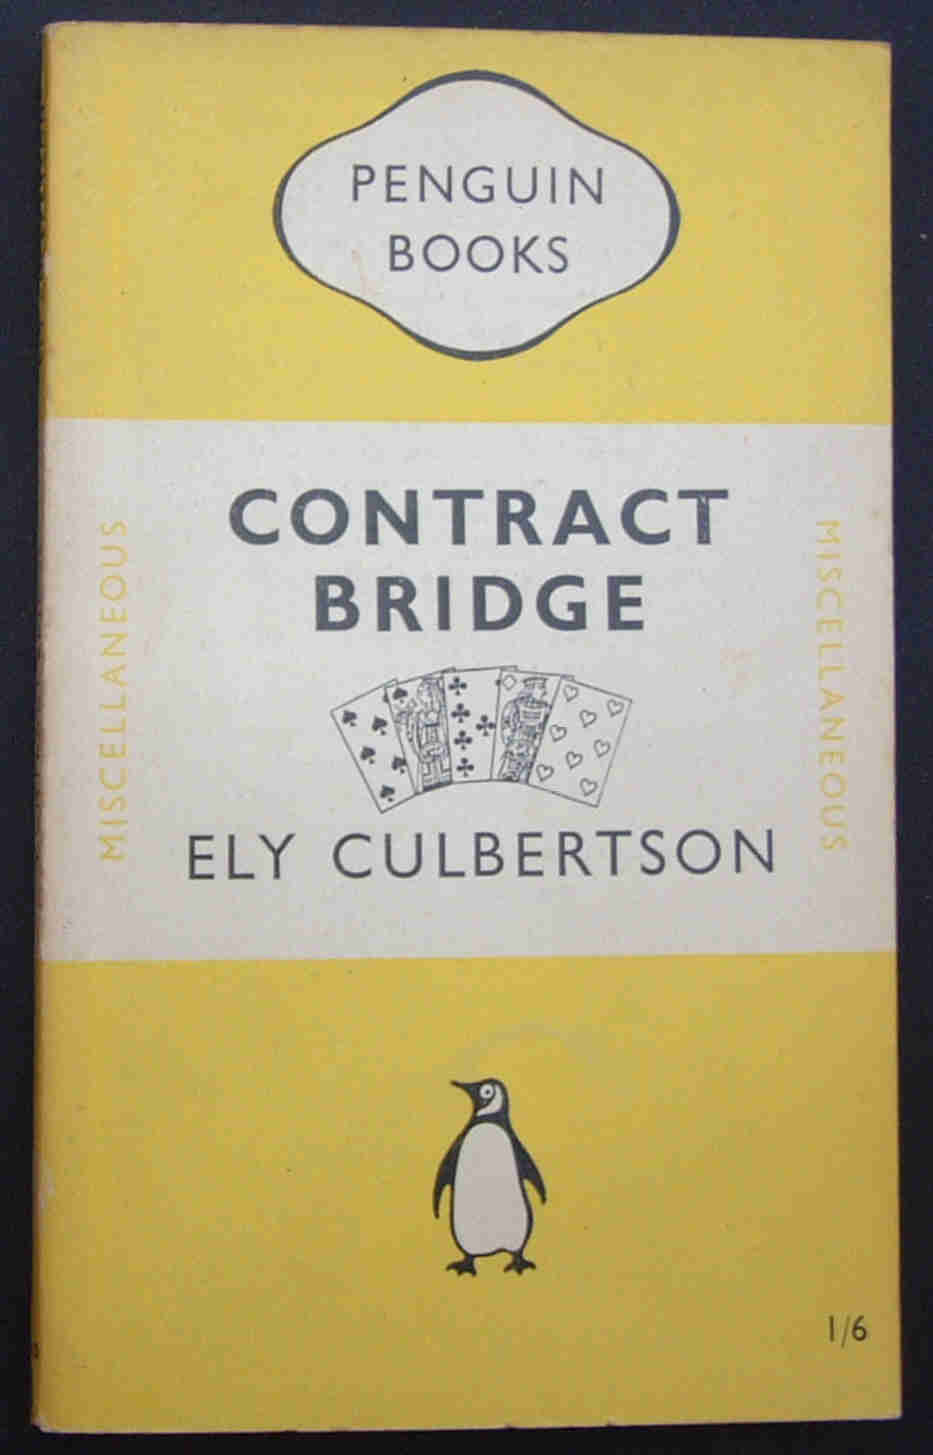 PENGUIN
BOOKS
CONTRACT
BRIDGE
MISCELLANEOUS
MISCELLANEOUS
ELY CULBERTSON
1/6